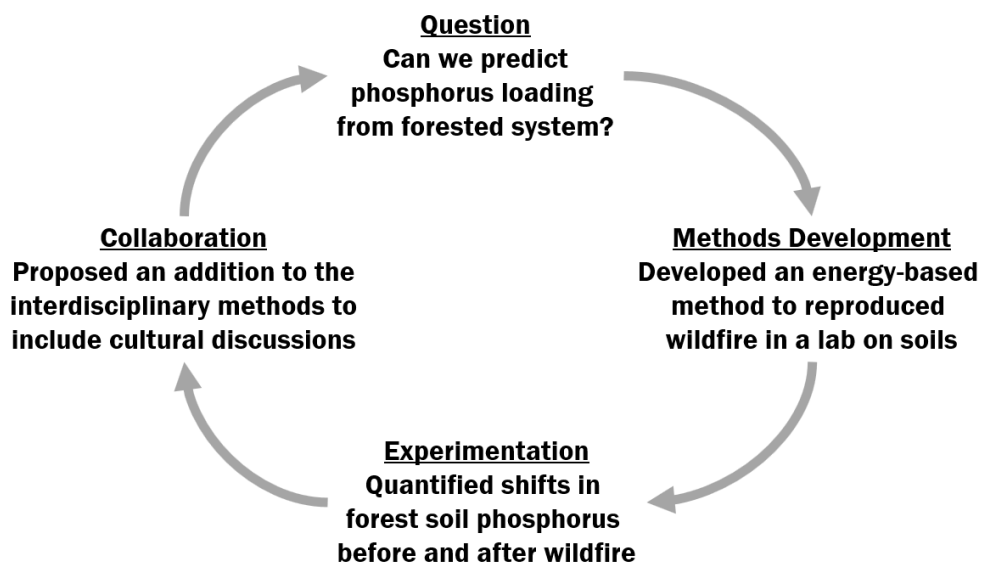 Question
Can we predict
phosphorus loading
from forested system?
Methods Development
Developed an energy-based
method to reproduced
wildfire in a lab on soils
Experimentation
Quantified shifts in
forest soil phosphorus
before and after wildfire
Collaboration
Proposed an addition to the
interdisciplinary methods to
include cultural discussions